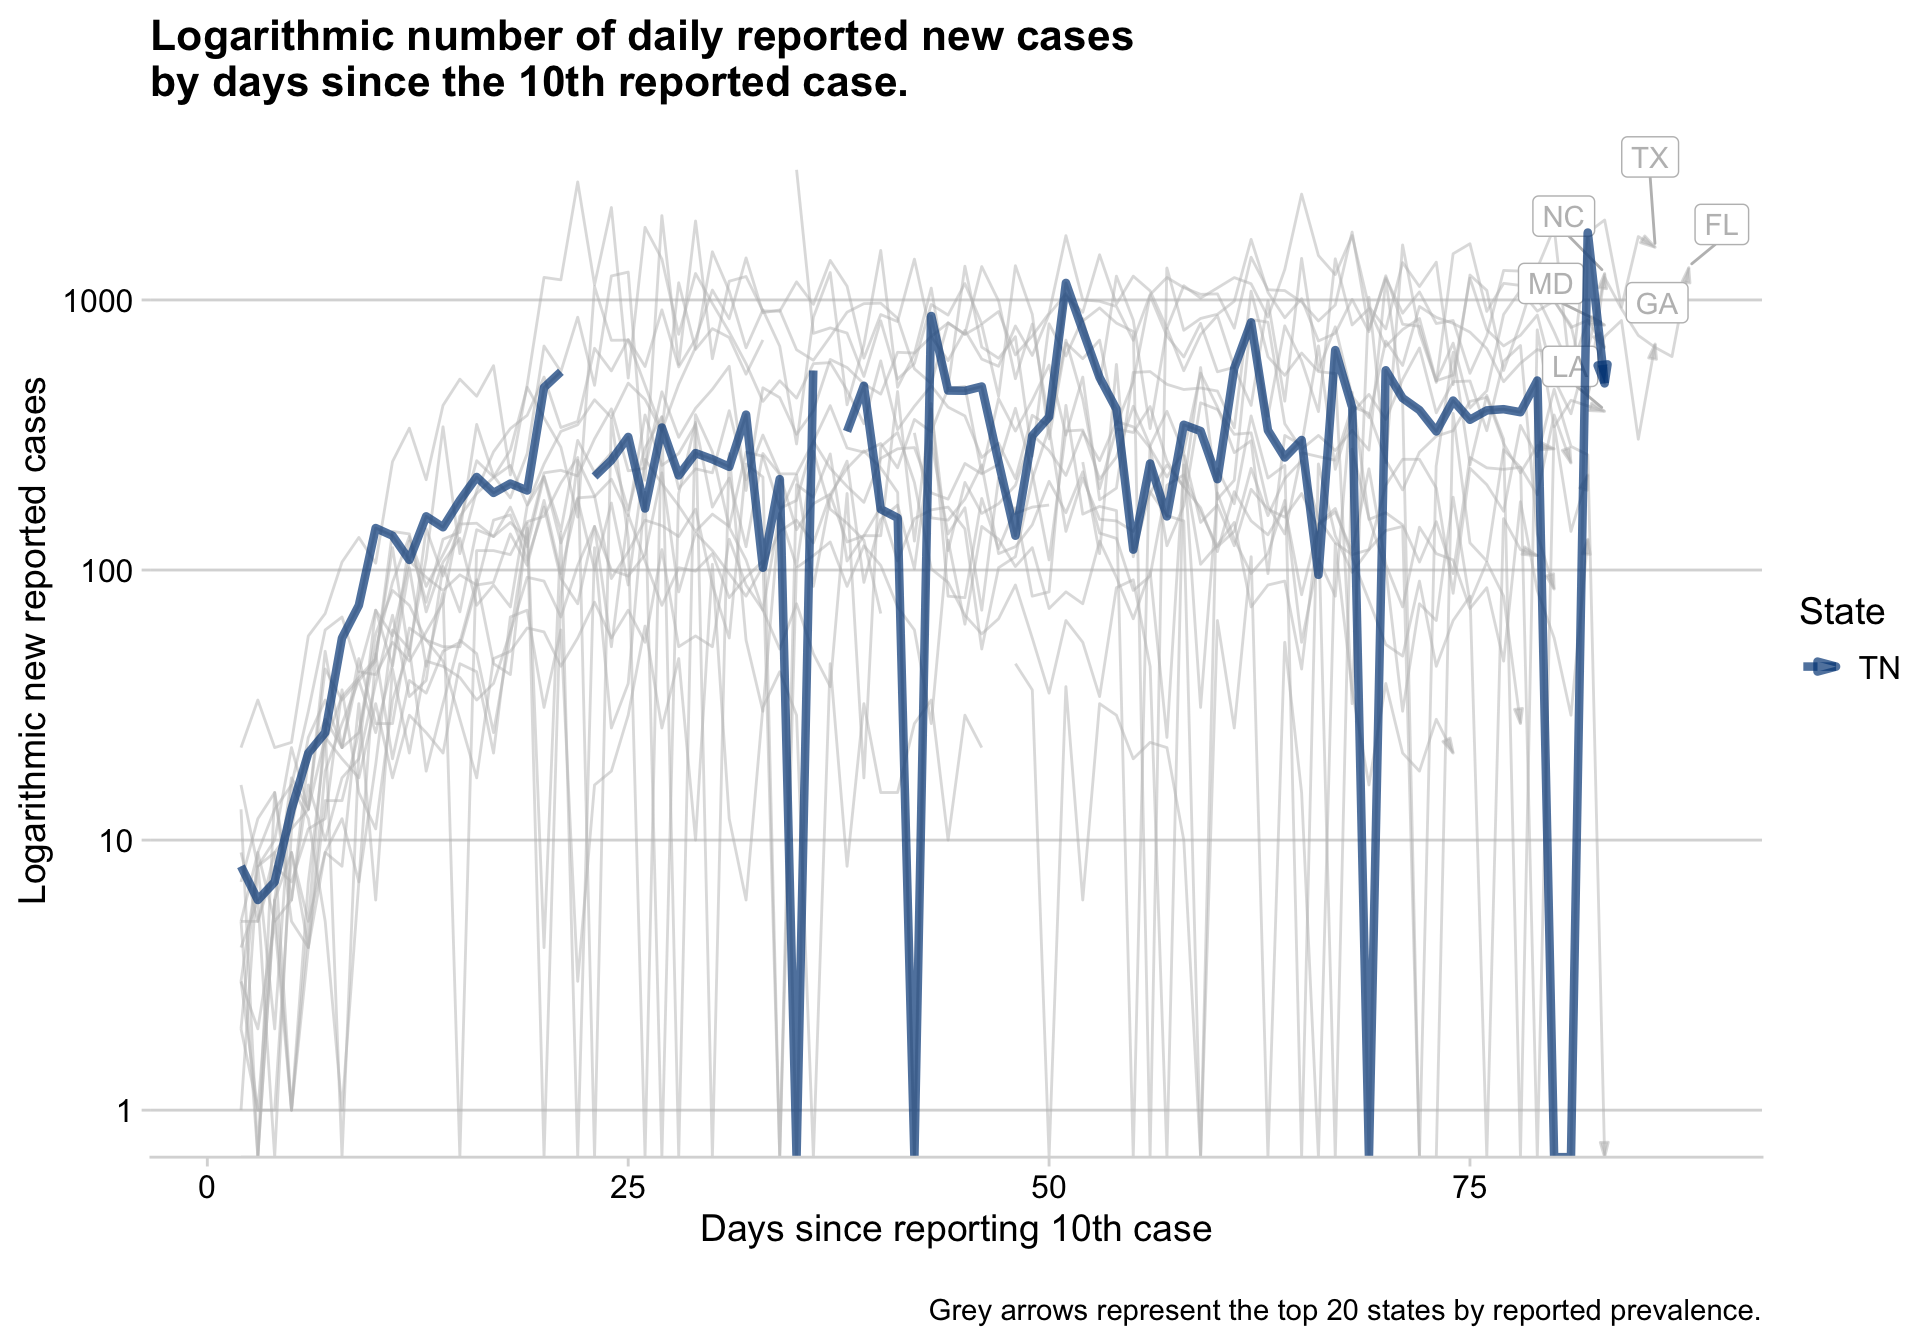 Logarithmic number of daily reported new cases
by days since the 10th reported case.
TX
NC
FL
MD
GA
LA
1000
100
10
1
Logarithmic new reported cases
State
TN
0
25
50
75
Days since reporting 10th case
Grey arrows represent the top 20 states by reported prevalence.